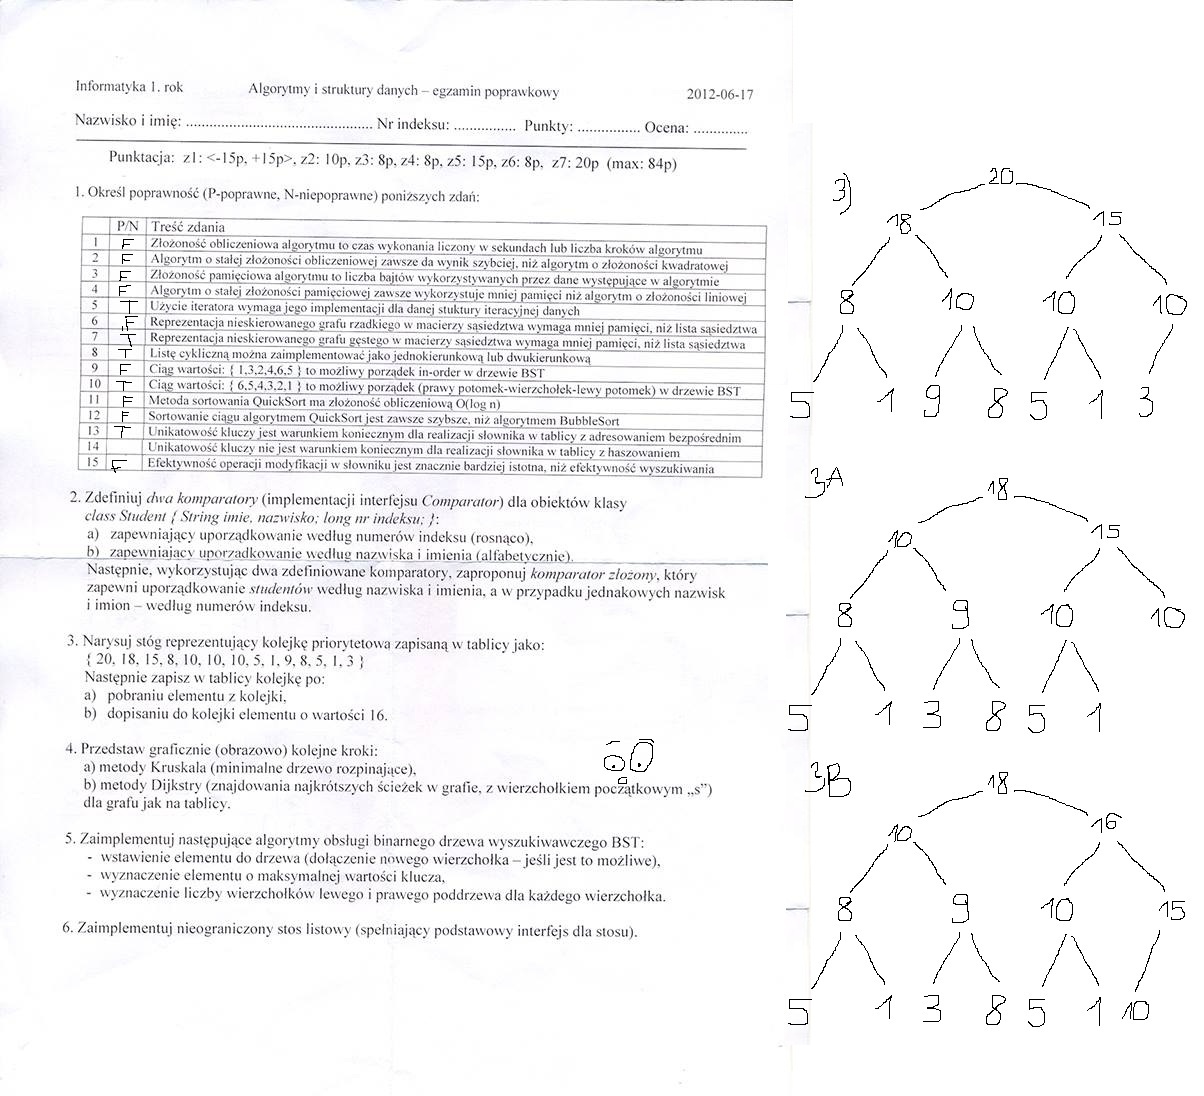 Informatyka 1. rok Algorytmy i struktury danych – egzamin poprawkowy 2012-06-17
Nazwisko i imię: ................................................ Nr indeksu: ................ Punkty: ................ Ocena: ..............
Punktacja: z1: <-15p, +15p>, z2: 10p, z3: 8p, z4: 8p, z5: 15p, z6: 8p, z7: 20p (max: 84p)
1. Określ poprawność (P-poprawne, N-niepoprawne) poniższych zdań:
P/N Treść zdania
1 F Złożoność obliczeniowa algorytmu to czas wykonania liczony w sekundach lub liczba kroków algorytmu
2 F Algorytm o stałej złożoności obliczeniowej zawsze da wynik szybciej, niż algorytm o złożoności kwadratowej
3 F Złożoność pamięciowa algorytmu to liczba bajtów wykorzystywanych przez dane występujące w algorytmie
4 F Algorytm o stałej złożoności pamięciowej zawsze wykorzystuje mniej pamięci niż algorytm o złożoności liniowej
5 T Użycie iteratora wymaga jego implementacji dla danej stuktury iteracyjnej danych
6 F Reprezentacja nieskierowanego grafu rzadkiego w macierzy sąsiedztwa wymaga mniej pamięci, niż lista sąsiedztwa
7 T Reprezentacja nieskierowanego grafu gęstego w macierzy sąsiedztwa wymaga mniej pamięci, niż lista sąsiedztwa
8 T Listę cykliczną można zaimplementować jako jednokierunkową lub dwukierunkową
9 F Ciąg wartości: { 1,3,2,4,6,5 } to możliwy porządek in-order w drzewie BST
10 T Ciąg wartości: { 6,5,4,3,2,1 } to możliwy porządek (prawy potomek-wierzchołek-lewy potomek) w drzewie BST
11 F Metoda sortowania QuickSort ma złożoność obliczeniową O(log n)
12 F Sortowanie ciągu algorytmem QuickSort jest zawsze szybsze, niż algorytmem BubbleSort
13 T Unikatowość kluczy jest warunkiem koniecznym dla realizacji słownika w tablicy z adresowaniem bezpośrednim
14 Unikatowość kluczy nie jest warunkiem koniecznym dla realizacji słownika w tablicy z haszowaniem
15 F Efektywność operacji modyfikacji w słowniku jest znacznie bardziej istotna, niż efektywność wyszukiwania
2. Zdefiniuj dwa komparatory (implementacji interfejsu Comparator) dla obiektów klasy
class Student { String imie, nazwisko; long nr indeksu; }:
a) zapewniający uporządkowanie według numerów indeksu (rosnąco),
b) zapewniający uporządkowanie według nazwiska i imienia (alfabetycznie).
Następnie, wykorzystując dwa zdefiniowane komparatory, zaproponuj komparator złożony, który
zapewni uporządkowanie studentów według nazwiska i imienia, a w przypadku jednakowych nazwisk
i imion – według numerów indeksu.
3. Narysuj stóg reprezentujący kolejkę priorytetowa zapisaną w tablicy jako:
{ 20, 18, 15, 8, 10, 10, 10, 5, 1, 9, 8, 5, 1, 3 }
Następnie zapisz w tablicy kolejkę po:
a) pobraniu elementu z kolejki,
b) dopisaniu do kolejki elementu o wartości 16.
4. Przedstaw graficznie (obrazowo) kolejne kroki:
a) metody Kruskala (minimalne drzewo rozpinające),
b) metody Dijkstry (znajdowania najkrótszych ścieżek w grafie, z wierzchołkiem początkowym „s”)
dla grafu jak na tablicy.
5. Zaimplementuj następujące algorytmy obsługi binarnego drzewa wyszukiwawczego BST:
- wstawienie elementu do drzewa (dołączenie nowego wierzchołka – jeśli jest to możliwe),
- wyznaczenie elementu o maksymalnej wartości klucza,
- wyznaczenie liczby wierzchołków lewego i prawego poddrzewa dla każdego wierzchołka.
6. Zaimplementuj nieograniczony stos listowy (spełniający podstawowy interfejs dla stosu).
3)
20
18 15
8 10 10 10
5 1 9 8 5 1 3
3A
18
10 15
8 9 10 10
5 1 3 8 5 1
3B
18
10 16
8 9 10 15
5 1 3 8 5 1 10